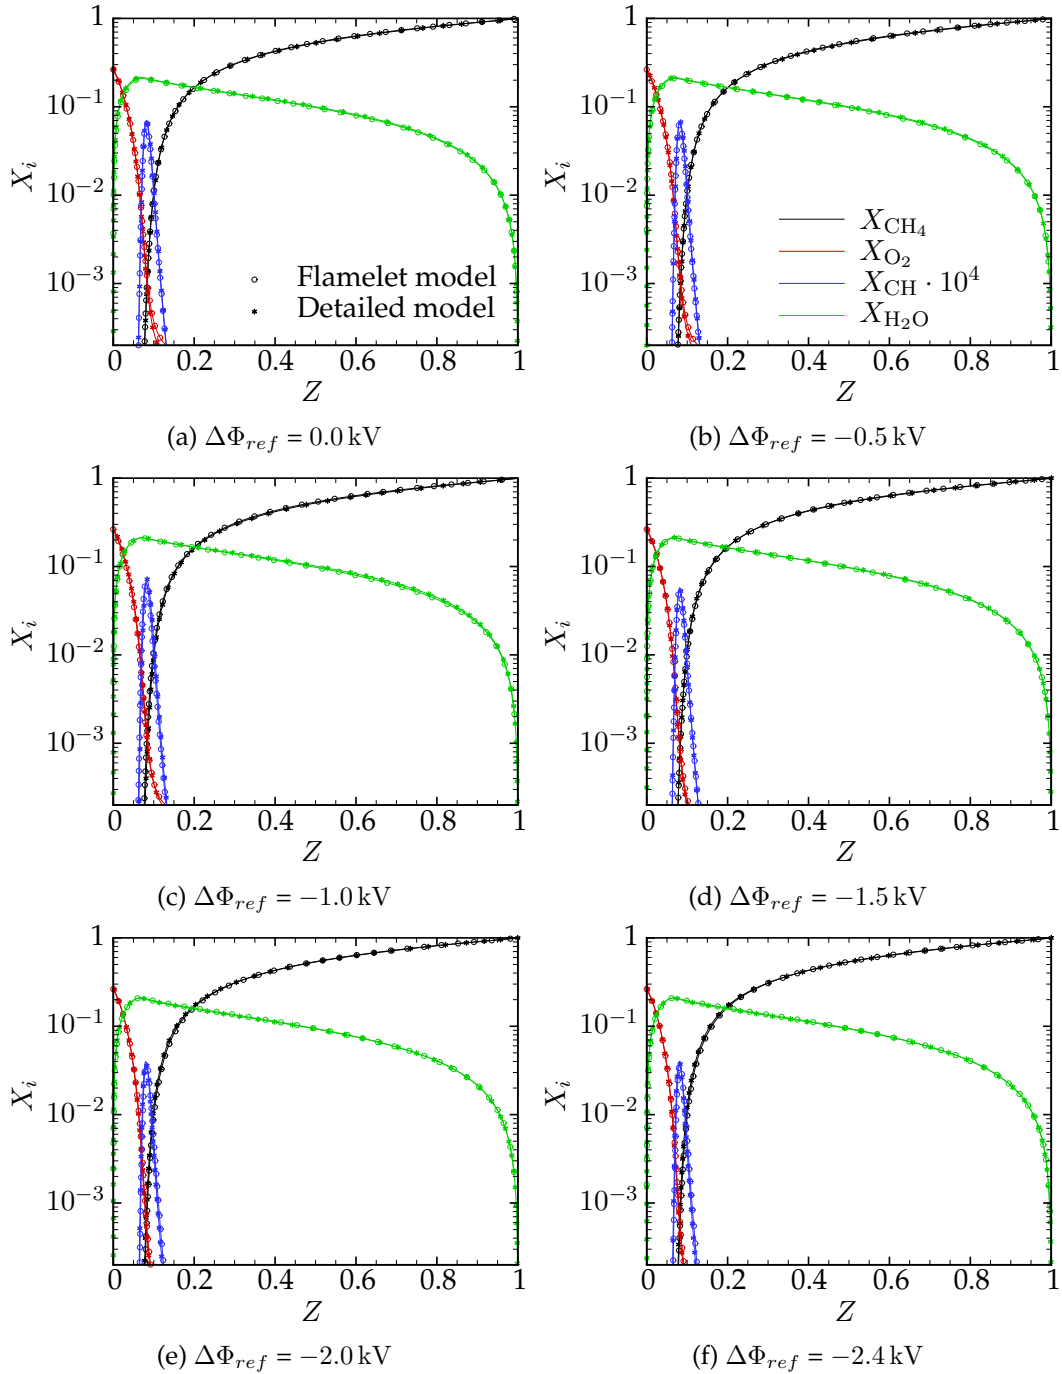 1
10⁻¹
10⁻²
10⁻³
X_i
Flamelet model
Detailed model
0 0.2 0.4 0.6 0.8 1
Z
(a) ΔΦ_ref = 0.0 kV
1
10⁻¹
10⁻²
10⁻³
X_i
X_CH₄
X_O₂
X_CH · 10⁴
X_H₂O
0 0.2 0.4 0.6 0.8 1
Z
(b) ΔΦ_ref = −0.5 kV
1
10⁻¹
10⁻²
10⁻³
X_i
0 0.2 0.4 0.6 0.8 1
Z
(c) ΔΦ_ref = −1.0 kV
1
10⁻¹
10⁻²
10⁻³
X_i
0 0.2 0.4 0.6 0.8 1
Z
(d) ΔΦ_ref = −1.5 kV
1
10⁻¹
10⁻²
10⁻³
X_i
0 0.2 0.4 0.6 0.8 1
Z
(e) ΔΦ_ref = −2.0 kV
1
10⁻¹
10⁻²
10⁻³
X_i
0 0.2 0.4 0.6 0.8 1
Z
(f) ΔΦ_ref = −2.4 kV